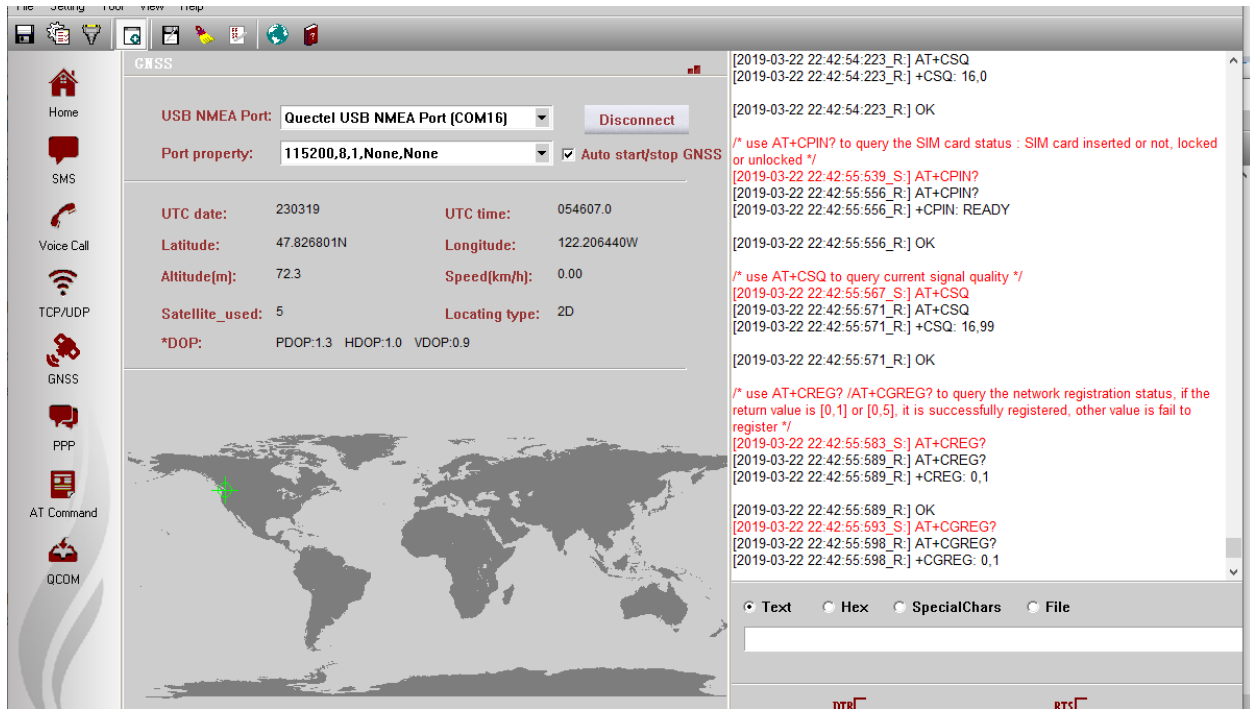 File Setting Tool View Help
Home
SMS
Voice Call
TCP/UDP
GNSS
PPP
AT Command
QCOM
GNSS
USB NMEA Port: Quectel USB NMEA Port (COM16) Disconnect
Port property: 115200,8,1,None,None Auto start/stop GNSS
UTC date: 230319 UTC time: 054607.0
Latitude: 47.826801N Longitude: 122.206440W
Altitude(m): 72.3 Speed(km/h): 0.00
Satellite_used: 5 Locating type: 2D
*DOP: PDOP:1.3 HDOP:1.0 VDOP:0.9
[2019-03-22 22:42:54:223_R:] AT+CSQ
[2019-03-22 22:42:54:223_R:] +CSQ: 16,0
[2019-03-22 22:42:54:223_R:] OK
/* use AT+CPIN? to query the SIM card status : SIM card inserted or not, locked
or unlocked */
[2019-03-22 22:42:55:539_S:] AT+CPIN?
[2019-03-22 22:42:55:556_R:] AT+CPIN?
[2019-03-22 22:42:55:556_R:] +CPIN: READY
[2019-03-22 22:42:55:556_R:] OK
/* use AT+CSQ to query current signal quality */
[2019-03-22 22:42:55:567_S:] AT+CSQ
[2019-03-22 22:42:55:571_R:] AT+CSQ
[2019-03-22 22:42:55:571_R:] +CSQ: 16,99
[2019-03-22 22:42:55:571_R:] OK
/* use AT+CREG? /AT+CGREG? to query the network registration status, if the
return value is [0,1] or [0,5], it is successfully registered, other value is fail to
register */
[2019-03-22 22:42:55:583_S:] AT+CREG?
[2019-03-22 22:42:55:589_R:] AT+CREG?
[2019-03-22 22:42:55:589_R:] +CREG: 0,1
[2019-03-22 22:42:55:589_R:] OK
[2019-03-22 22:42:55:593_S:] AT+CGREG?
[2019-03-22 22:42:55:598_R:] AT+CGREG?
[2019-03-22 22:42:55:598_R:] +CGREG: 0,1
Text Hex SpecialChars File
DTR RTS